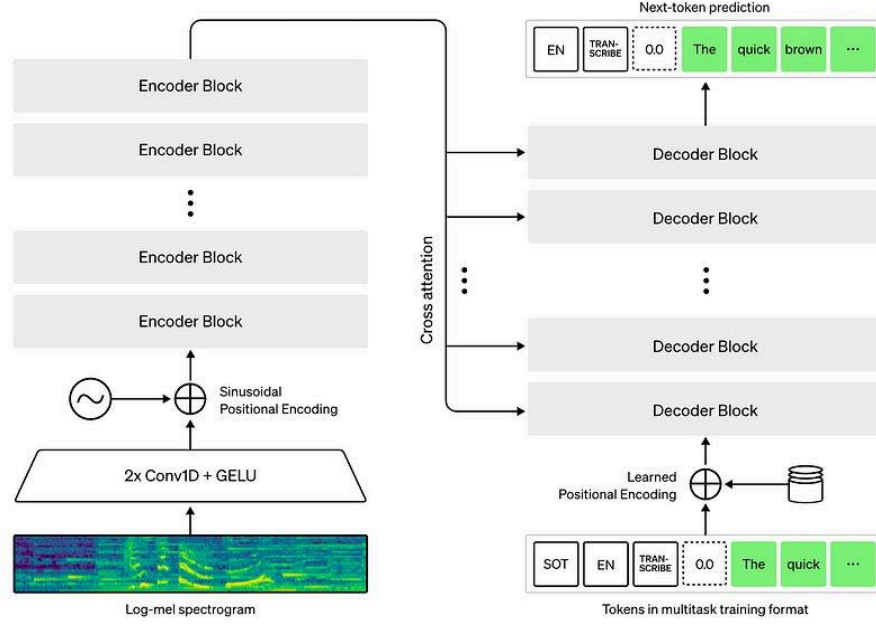 Encoder Block
Encoder Block
Encoder Block
Encoder Block
Sinusoidal
Positional Encoding
2x Conv1D + GELU
Log-mel spectrogram
Cross attention
Next-token prediction
EN
TRAN-
SCRIBE
0.0
The
quick
brown
...
Decoder Block
Decoder Block
Decoder Block
Decoder Block
Learned
Positional Encoding
SOT
EN
TRAN-
SCRIBE
0.0
The
quick
...
Tokens in multitask training format